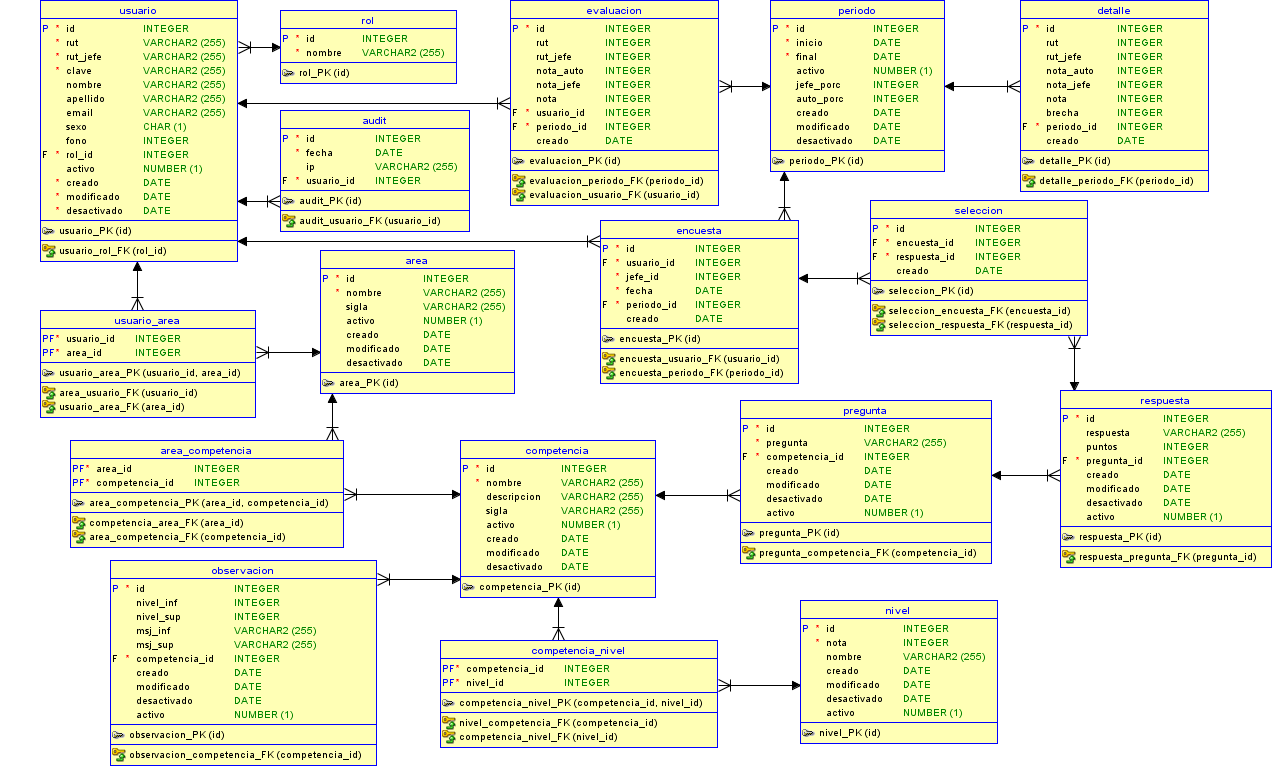 usuario
P * id INTEGER
* rut VARCHAR2 (255)
* rut_jefe VARCHAR2 (255)
* clave VARCHAR2 (255)
nombre VARCHAR2 (255)
apellido VARCHAR2 (255)
email VARCHAR2 (255)
sexo CHAR (1)
fono INTEGER
F * rol_id INTEGER
activo NUMBER (1)
* creado DATE
* modificado DATE
* desactivado DATE
usuario_PK (id)
usuario_rol_FK (rol_id)
rol
P * id INTEGER
* nombre VARCHAR2 (255)
rol_PK (id)
audit
P * id INTEGER
* fecha DATE
ip VARCHAR2 (255)
F * usuario_id INTEGER
audit_PK (id)
audit_usuario_FK (usuario_id)
evaluacion
P * id INTEGER
rut INTEGER
rut_jefe INTEGER
nota_auto INTEGER
nota_jefe INTEGER
nota INTEGER
F * usuario_id INTEGER
F * periodo_id INTEGER
creado DATE
evaluacion_PK (id)
evaluacion_periodo_FK (periodo_id)
evaluacion_usuario_FK (usuario_id)
periodo
P * id INTEGER
* inicio DATE
* final DATE
activo NUMBER (1)
jefe_porc INTEGER
auto_porc INTEGER
creado DATE
modificado DATE
desactivado DATE
periodo_PK (id)
detalle
P * id INTEGER
rut INTEGER
rut_jefe INTEGER
nota_auto INTEGER
nota_jefe INTEGER
nota INTEGER
brecha INTEGER
F * periodo_id INTEGER
creado DATE
detalle_PK (id)
detalle_periodo_FK (periodo_id)
encuesta
P * id INTEGER
F * usuario_id INTEGER
* jefe_id INTEGER
* fecha DATE
F * periodo_id INTEGER
creado DATE
encuesta_PK (id)
encuesta_usuario_FK (usuario_id)
encuesta_periodo_FK (periodo_id)
seleccion
P * id INTEGER
F * encuesta_id INTEGER
F * respuesta_id INTEGER
creado DATE
seleccion_PK (id)
seleccion_encuesta_FK (encuesta_id)
seleccion_respuesta_FK (respuesta_id)
area
P * id INTEGER
* nombre VARCHAR2 (255)
sigla VARCHAR2 (255)
activo NUMBER (1)
creado DATE
modificado DATE
desactivado DATE
area_PK (id)
usuario_area
PF* usuario_id INTEGER
PF* area_id INTEGER
usuario_area_PK (usuario_id, area_id)
area_usuario_FK (usuario_id)
usuario_area_FK (area_id)
area_competencia
PF* area_id INTEGER
PF* competencia_id INTEGER
area_competencia_PK (area_id, competencia_id)
competencia_area_FK (area_id)
area_competencia_FK (competencia_id)
competencia
P * id INTEGER
* nombre VARCHAR2 (255)
descripcion VARCHAR2 (255)
sigla VARCHAR2 (255)
activo NUMBER (1)
creado DATE
modificado DATE
desactivado DATE
competencia_PK (id)
pregunta
P * id INTEGER
* pregunta VARCHAR2 (255)
F * competencia_id INTEGER
creado DATE
modificado DATE
desactivado DATE
activo NUMBER (1)
pregunta_PK (id)
pregunta_competencia_FK (competencia_id)
respuesta
P * id INTEGER
respuesta VARCHAR2 (255)
puntos INTEGER
F * pregunta_id INTEGER
creado DATE
modificado DATE
desactivado DATE
activo NUMBER (1)
respuesta_PK (id)
respuesta_pregunta_FK (pregunta_id)
observacion
P * id INTEGER
nivel_inf INTEGER
nivel_sup INTEGER
msj_inf VARCHAR2 (255)
msj_sup VARCHAR2 (255)
F * competencia_id INTEGER
creado DATE
modificado DATE
desactivado DATE
activo NUMBER (1)
observacion_PK (id)
observacion_competencia_FK (competencia_id)
competencia_nivel
PF* competencia_id INTEGER
PF* nivel_id INTEGER
competencia_nivel_PK (competencia_id, nivel_id)
nivel_competencia_FK (competencia_id)
competencia_nivel_FK (nivel_id)
nivel
P * id INTEGER
* nota INTEGER
nombre VARCHAR2 (255)
creado DATE
modificado DATE
desactivado DATE
activo NUMBER (1)
nivel_PK (id)